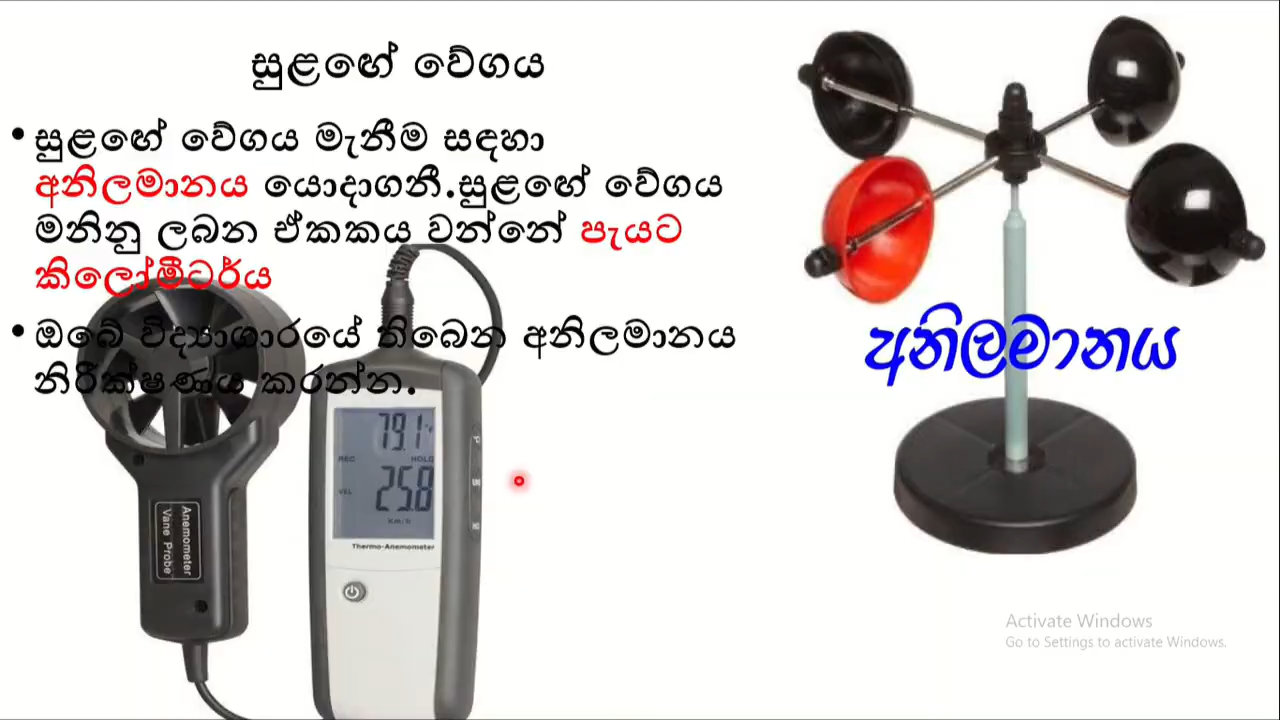 සුළඟේ වේගය
• සුළඟේ වේගය මැනීම සඳහා
අනිලමානය යොදාගනී.සුළඟේ වේගය
මනිනු ලබන ඒකකය වන්නේ පැයට
කිලෝමීටර්ය
• ඔබේ විද්‍යාගාරයේ තිබෙන අනිලමානය
නිරීක්ෂණය කරන්න.
අනිලමානය
79.1°F
REC HOLD
VEL 25.8
Km/h
Thermo-Anemometer
Anemometer
Vane Probe
Activate Windows
Go to Settings to activate Windows.